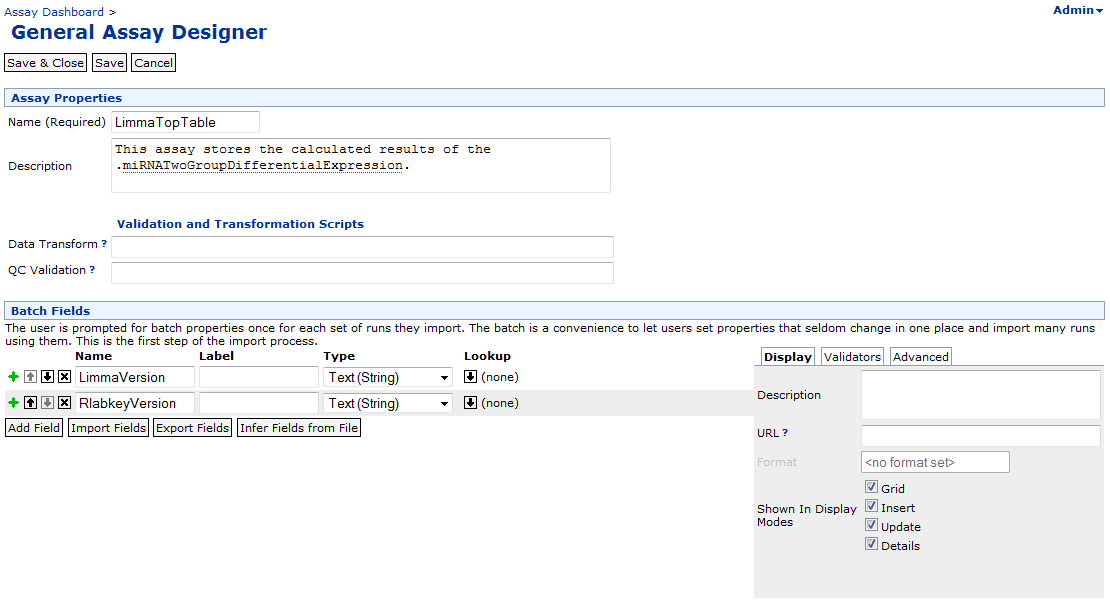 Assay Dashboard >
Admin
General Assay Designer
Save & Close Save Cancel
Assay Properties
Name (Required) LimmaTopTable
Description
This assay stores the calculated results of the
.miRNATwoGroupDifferentialExpression.
Validation and Transformation Scripts
Data Transform ?
QC Validation ?
Batch Fields
The user is prompted for batch properties once for each set of runs they import. The batch is a convenience to let users set properties that seldom change in one place and import many runs
using them. This is the first step of the import process.
Name Label Type Lookup
LimmaVersion Text (String) (none)
RlabkeyVersion Text (String) (none)
Add Field Import Fields Export Fields Infer Fields from File
Display Validators Advanced
Description
URL ?
Format <no format set>
Shown In Display
Modes
Grid
Insert
Update
Details